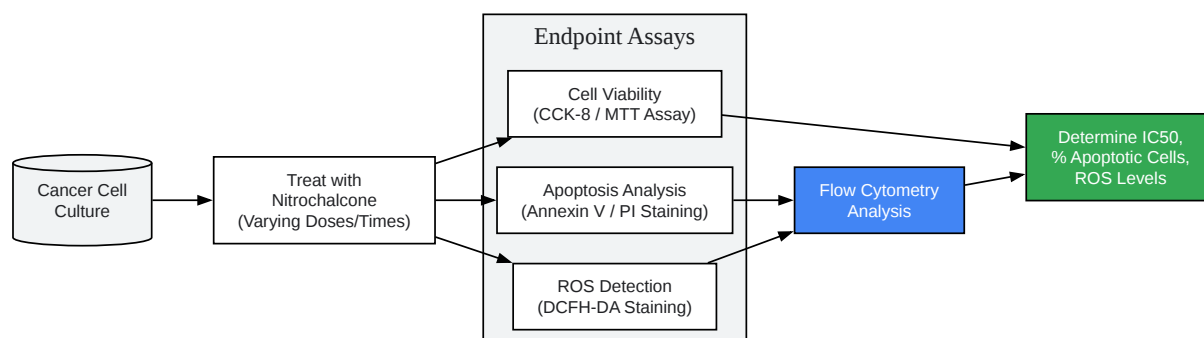 Cancer Cell
Culture
Treat with
Nitrochalcone
(Varying Doses/Times)
Endpoint Assays
Cell Viability
(CCK-8 / MTT Assay)
Apoptosis Analysis
(Annexin V / PI Staining)
ROS Detection
(DCFH-DA Staining)
Flow Cytometry
Analysis
Determine IC50,
% Apoptotic Cells,
ROS Levels